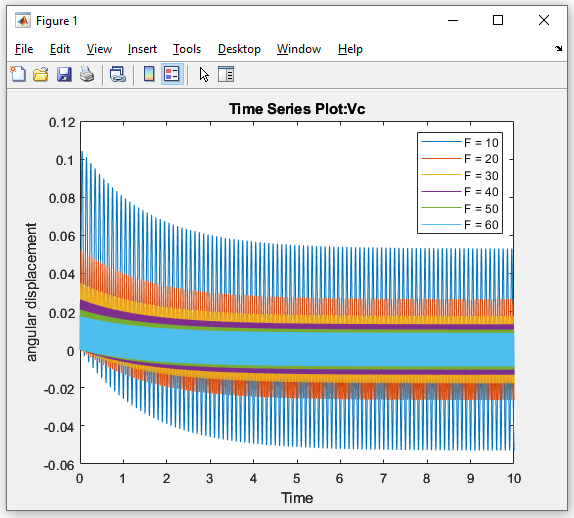 Figure 1
File Edit View Insert Tools Desktop Window Help
Time Series Plot:Vc
0.12
0.1
0.08
0.06
0.04
0.02
0
-0.02
-0.04
-0.06
angular displacement
F = 10
F = 20
F = 30
F = 40
F = 50
F = 60
0 1 2 3 4 5 6 7 8 9 10
Time